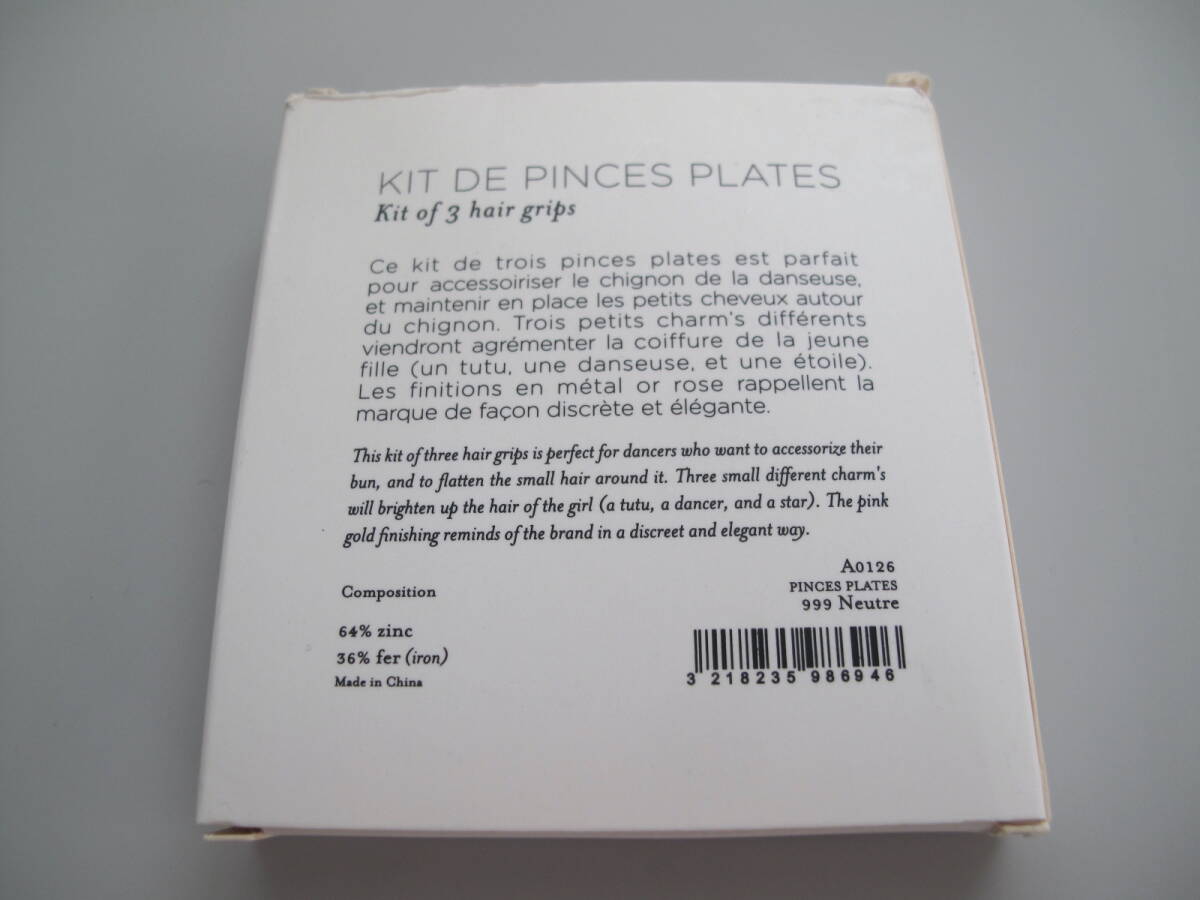 KIT DE PINCES PLATES
Kit of 3 hair grips
Ce kit de trois pinces plates est parfait
pour accessoiriser le chignon de la danseuse,
et maintenir en place les petits cheveux autour
du chignon. Trois petits charm's différents
viendront agrémenter la coiffure de la jeune
fille (un tutu, une danseuse, et une étoile).
Les finitions en métal or rose rappellent la
marque de façon discrète et élégante.
This kit of three hair grips is perfect for dancers who want to accessorize their
bun, and to flatten the small hair around it. Three small different charm's
will brighten up the hair of the girl (a tutu, a dancer, and a star). The pink
gold finishing reminds of the brand in a discreet and elegant way.
A0126
PINCES PLATES
999 Neutre
Composition
64% zinc
36% fer (iron)
Made in China
3 218235 986946